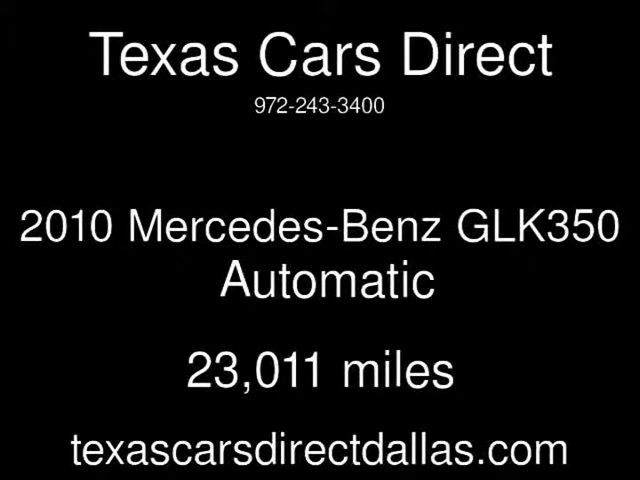 Texas Cars Direct
972-243-3400
2010 Mercedes-Benz GLK350
Automatic
23,011 miles
texascarsdirectdallas.com